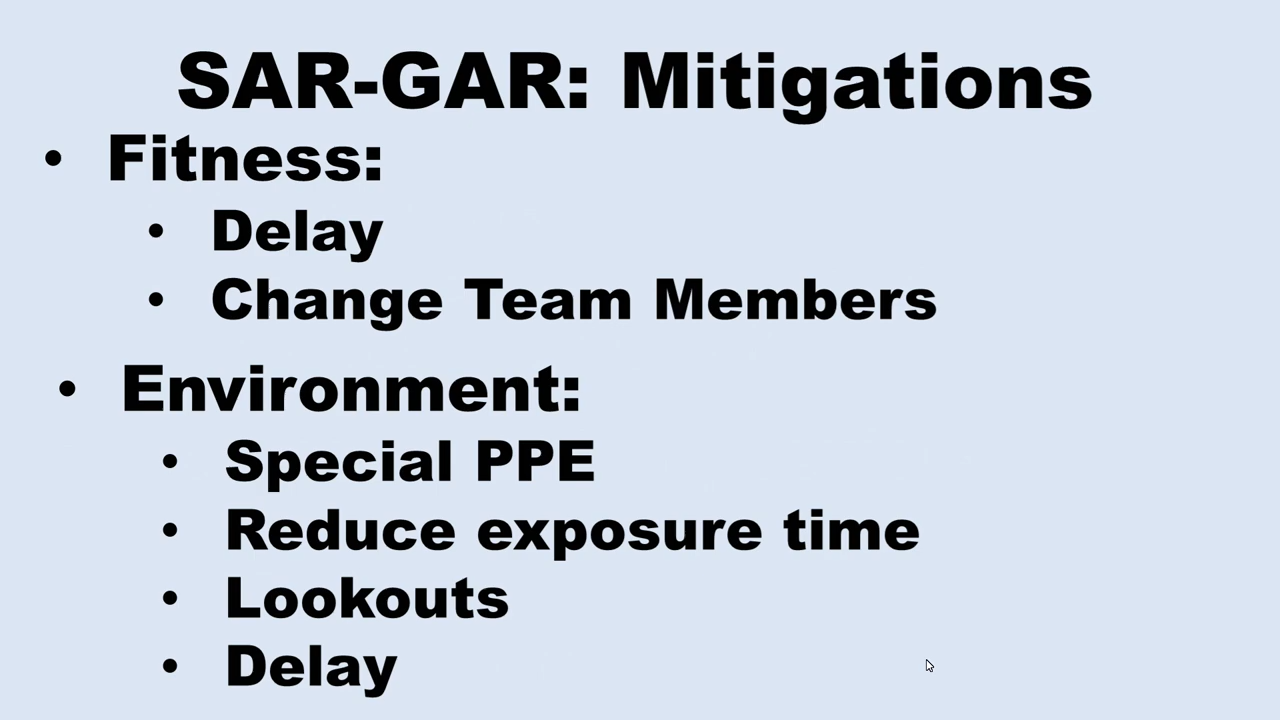 SAR-GAR: Mitigations
• Fitness:
• Delay
• Change Team Members
• Environment:
• Special PPE
• Reduce exposure time
• Lookouts
• Delay